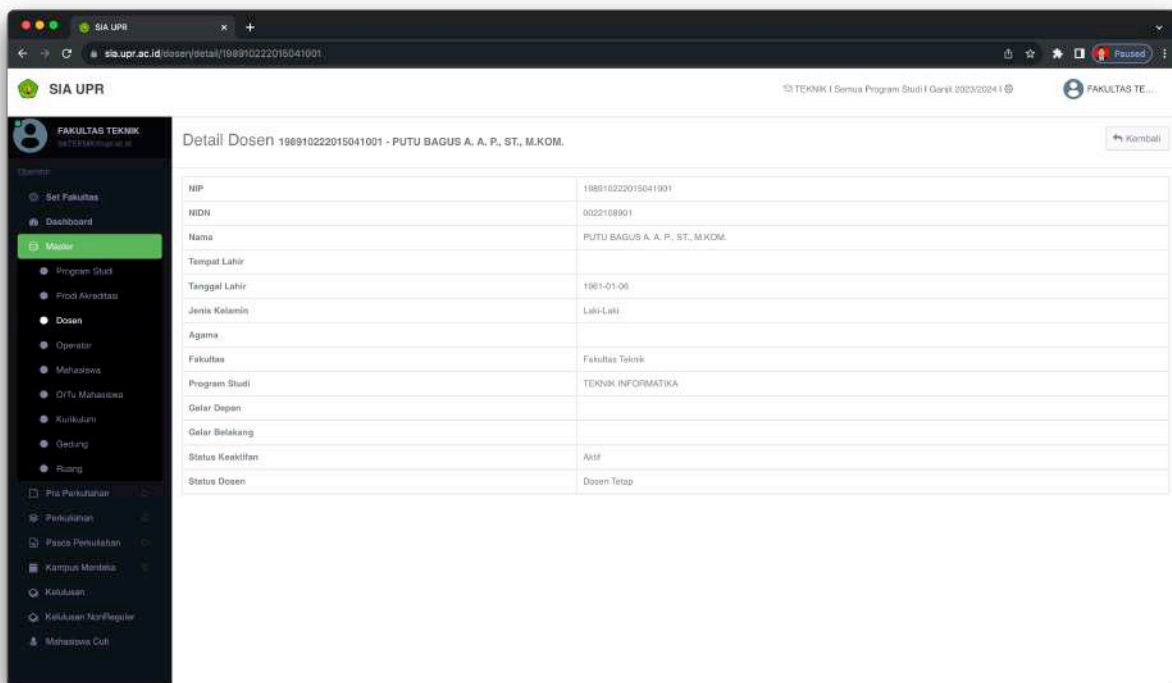 SIA UPR
sia.upr.ac.id/dosen/detail/198910222015041001
Paused
SIA UPR
TEKNIK | Semua Program Studi | Ganjil 2023/2024 |
FAKULTAS TE...
FAKULTAS TEKNIK
Operator
Set Fakultas
Dashboard
Master
Program Studi
Prodi Akreditasi
Dosen
Operator
Mahasiswa
OrTu Mahasiswa
Kurikulum
Gedung
Ruang
Pra Perkuliahan
Perkuliahan
Pasca Perkuliahan
Kampus Merdeka
Kelulusan
Kelulusan NonReguler
Mahasiswa Cuti
Detail Dosen 198910222015041001 - PUTU BAGUS A. A. P., ST., M.KOM.
Kembali
NIP 198910222015041001
NIDN 0022108901
Nama PUTU BAGUS A. A. P., ST., M.KOM.
Tempat Lahir
Tanggal Lahir 1961-01-06
Jenis Kelamin Laki-Laki
Agama
Fakultas Fakultas Teknik
Program Studi TEKNIK INFORMATIKA
Gelar Depan
Gelar Belakang
Status Keaktifan Aktif
Status Dosen Dosen Tetap